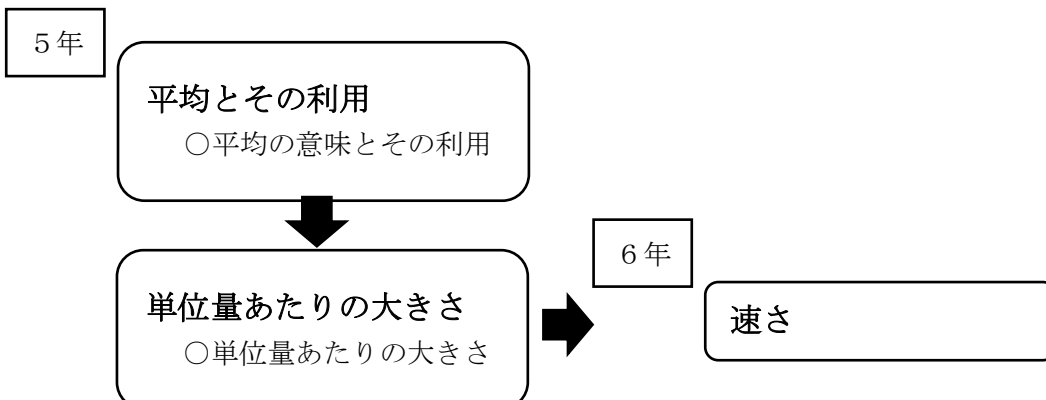 ５年
平均とその利用
○平均の意味とその利用
単位量あたりの大きさ
○単位量あたりの大きさ
６年
速さ